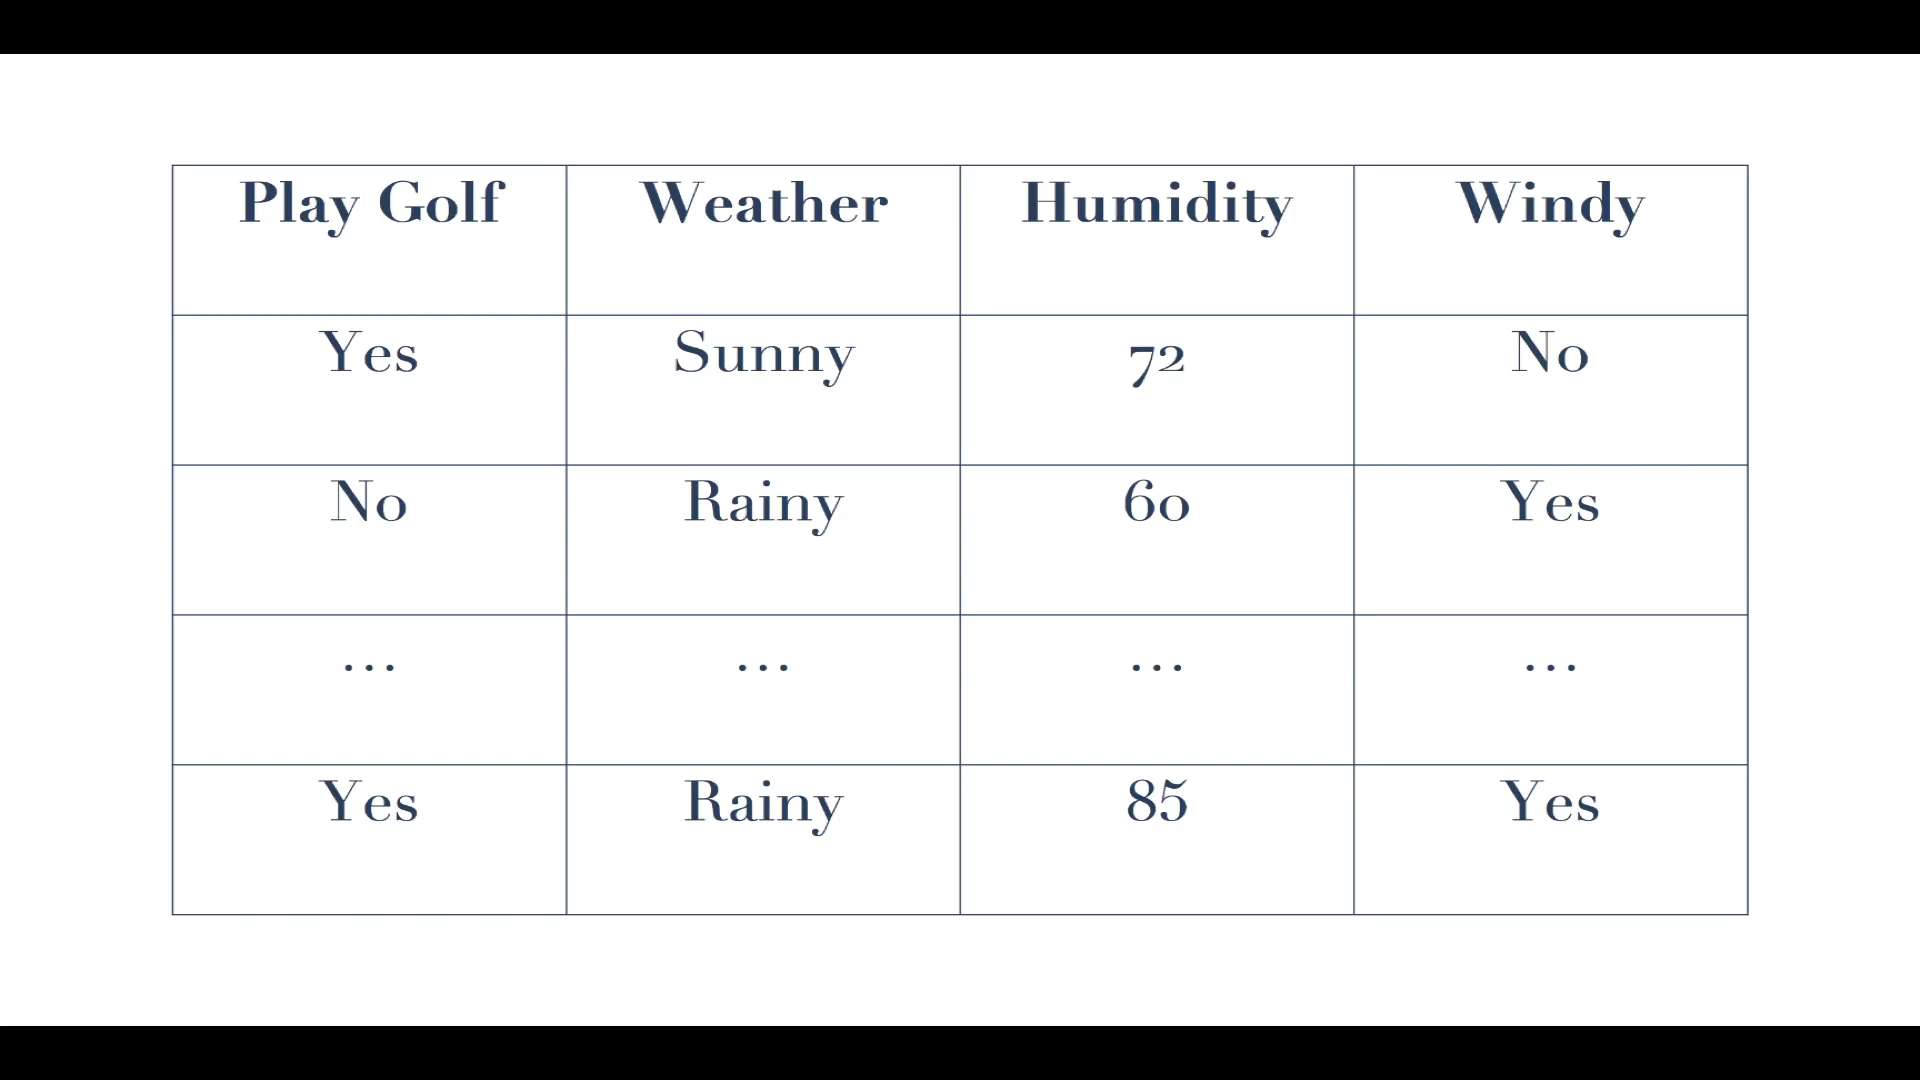 Play Golf Weather Humidity Windy
Yes Sunny 72 No
No Rainy 60 Yes
... ... ... ...
Yes Rainy 85 Yes